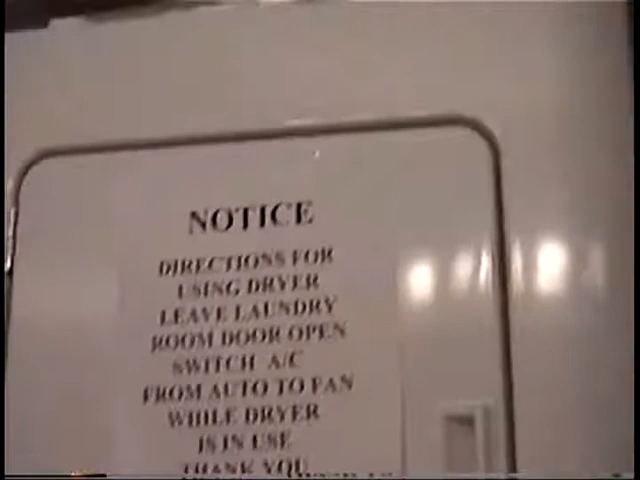 NOTICE
DIRECTIONS FOR
USING DRYER
LEAVE LAUNDRY
ROOM DOOR OPEN
SWITCH A/C
FROM AUTO TO FAN
WHILE DRYER
IS IN USE
THANK YOU